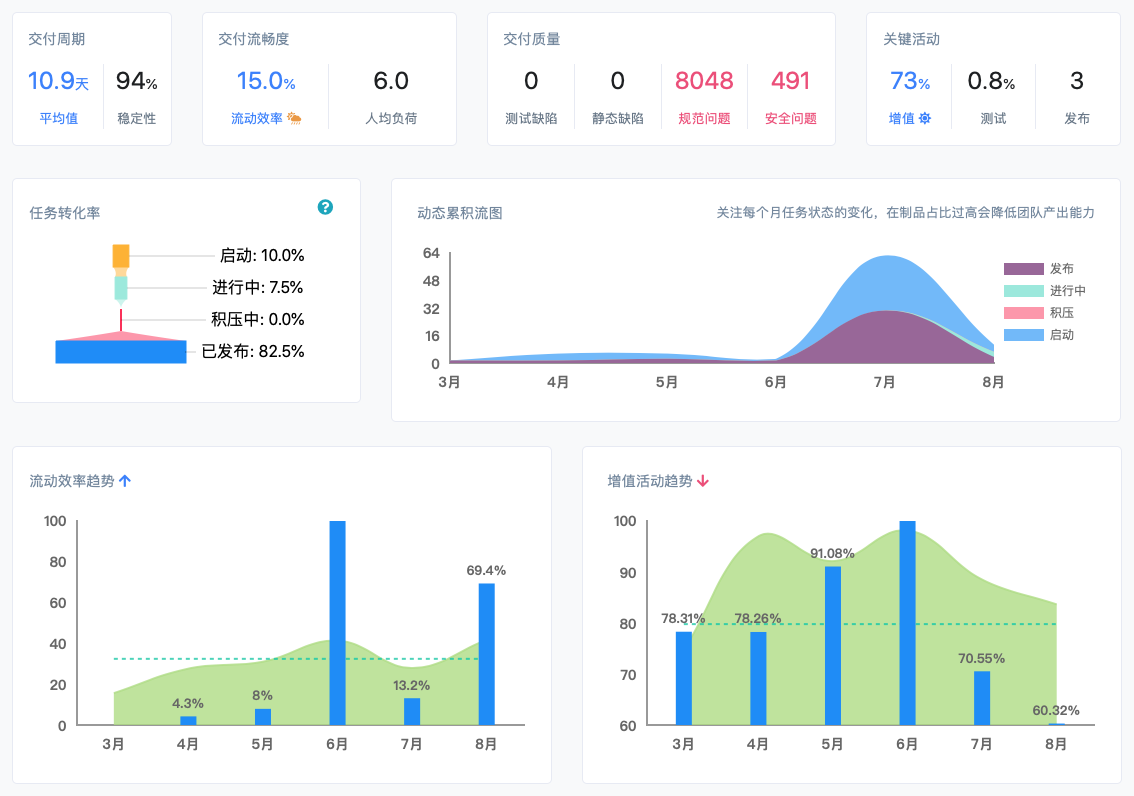 交付周期
10.9天
94%
平均值
稳定性
交付流畅度
15.0%
6.0
流动效率
人均负荷
交付质量
0
0
8048
491
测试缺陷
静态缺陷
规范问题
安全问题
关键活动
73%
0.8%
3
增值
测试
发布
任务转化率
?
启动: 10.0%
进行中: 7.5%
积压中: 0.0%
已发布: 82.5%
动态累积流图
关注每个月任务状态的变化，在制品占比过高会降低团队产出能力
64
48
32
16
0
3月
4月
5月
6月
7月
8月
发布
进行中
积压
启动
流动效率趋势
100
80
60
40
20
0
4.3%
8%
13.2%
69.4%
3月
4月
5月
6月
7月
8月
增值活动趋势
100
90
80
70
60
78.31%
78.26%
91.08%
70.55%
60.32%
3月
4月
5月
6月
7月
8月